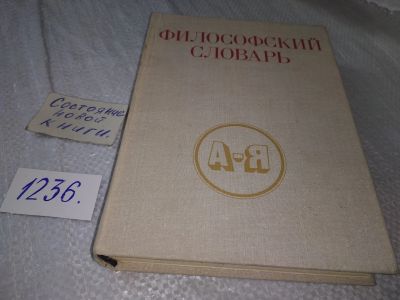 ФИЛОСОФСКИЙ
СЛОВАРЬ
А-Я
Состояние
новой
книги.
1236.